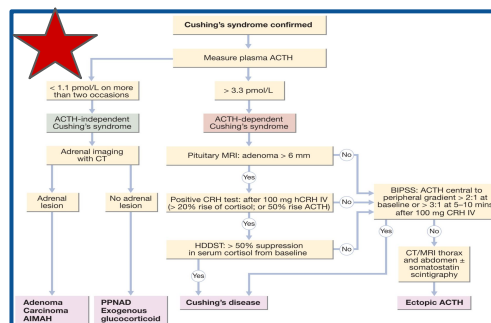 Cushing's syndrome confirmed
Measure plasma ACTH
< 1.1 pmol/L on more
than two occasions
> 3.3 pmol/L
ACTH-independent
Cushing's syndrome
ACTH-dependent
Cushing's syndrome
Adrenal imaging
with CT
Pituitary MRI: adenoma > 6 mm
No
Yes
Adrenal
lesion
No adrenal
lesion
Positive CRH test: after 100 mg hCRH IV
(> 20% rise of cortisol; or 50% rise ACTH)
No
BIPSS: ACTH central to
peripheral gradient > 2:1 at
baseline or > 3:1 at 5–10 mins
after 100 mg CRH IV
Yes
Yes
No
HDDST: > 50% suppression
in serum cortisol from baseline
No
CT/MRI thorax
and abdomen ±
somatostatin
scintigraphy
Yes
Adenoma
Carcinoma
AIMAH
PPNAD
Exogenous
glucocorticoid
Cushing's disease
Ectopic ACTH